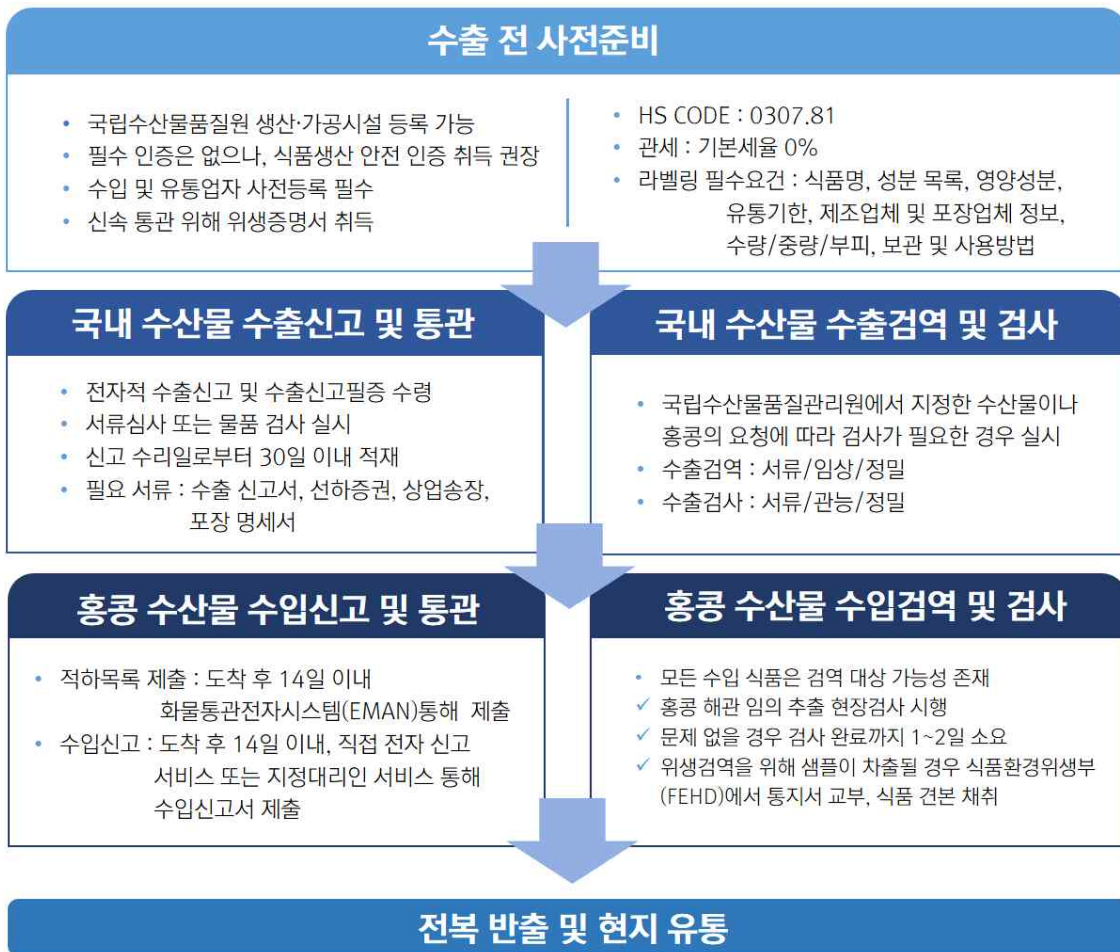 수출 전 사전준비
• 국립수산물품질원 생산·가공시설 등록 가능
• 필수 인증은 없으나, 식품생산 안전 인증 취득 권장
• 수입 및 유통업자 사전등록 필수
• 신속 통관 위해 위생증명서 취득
• HS CODE : 0307.81
• 관세 : 기본세율 0%
• 라벨링 필수요건 : 식품명, 성분 목록, 영양성분,
유통기한, 제조업체 및 포장업체 정보,
수량/중량/부피, 보관 및 사용방법
국내 수산물 수출신고 및 통관
• 전자적 수출신고 및 수출신고필증 수령
• 서류심사 또는 물품 검사 실시
• 신고 수리일로부터 30일 이내 적재
• 필요 서류 : 수출 신고서, 선하증권, 상업송장,
포장 명세서
국내 수산물 수출검역 및 검사
• 국립수산물품질관리원에서 지정한 수산물이나
홍콩의 요청에 따라 검사가 필요한 경우 실시
• 수출검역 : 서류/임상/정밀
• 수출검사 : 서류/관능/정밀
홍콩 수산물 수입신고 및 통관
• 적하목록 제출 : 도착 후 14일 이내
화물통관전자시스템(EMAN)통해 제출
• 수입신고 : 도착 후 14일 이내, 직접 전자 신고
서비스 또는 지정대리인 서비스 통해
수입신고서 제출
홍콩 수산물 수입검역 및 검사
• 모든 수입 식품은 검역 대상 가능성 존재
✓ 홍콩 해관 임의 추출 현장검사 시행
✓ 문제 없을 경우 검사 완료까지 1~2일 소요
✓ 위생검역을 위해 샘플이 차출될 경우 식품환경위생부
(FEHD)에서 통지서 교부, 식품 견본 채취
전복 반출 및 현지 유통